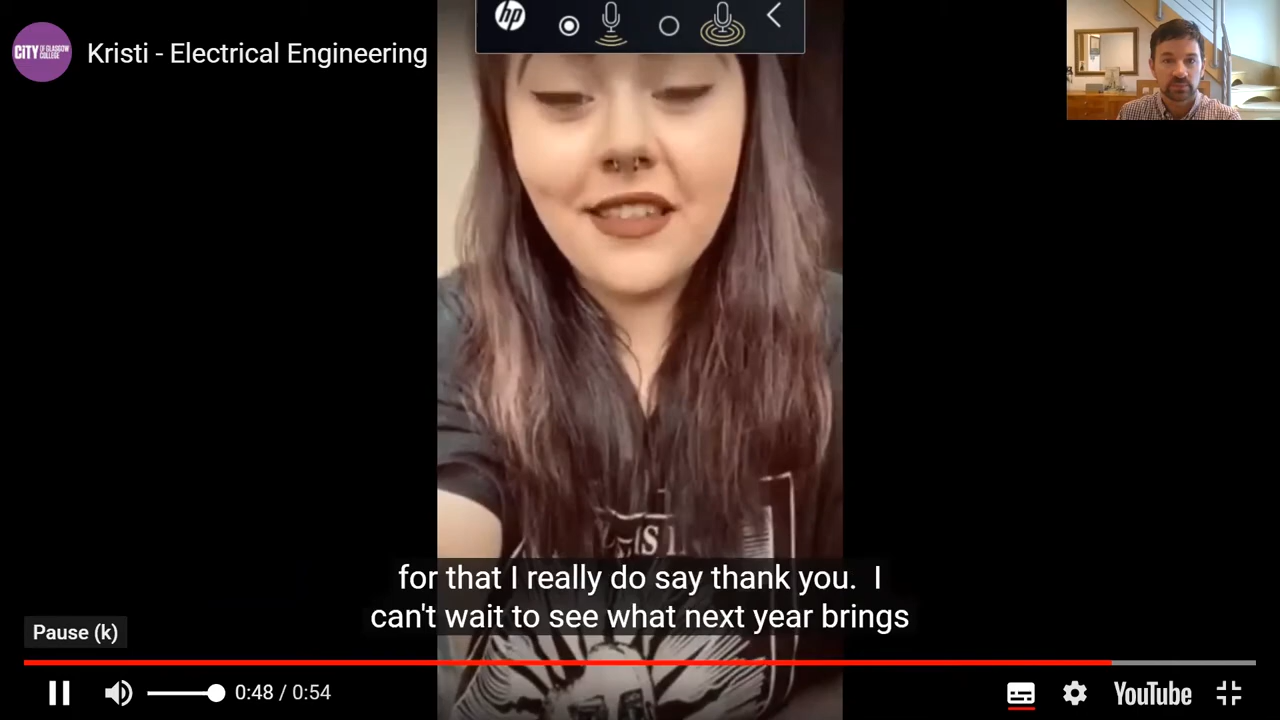 hp
CITY OF GLASGOW COLLEGE
Kristi - Electrical Engineering
for that I really do say thank you. I
can't wait to see what next year brings
Pause (k)
0:48 / 0:54
YouTube